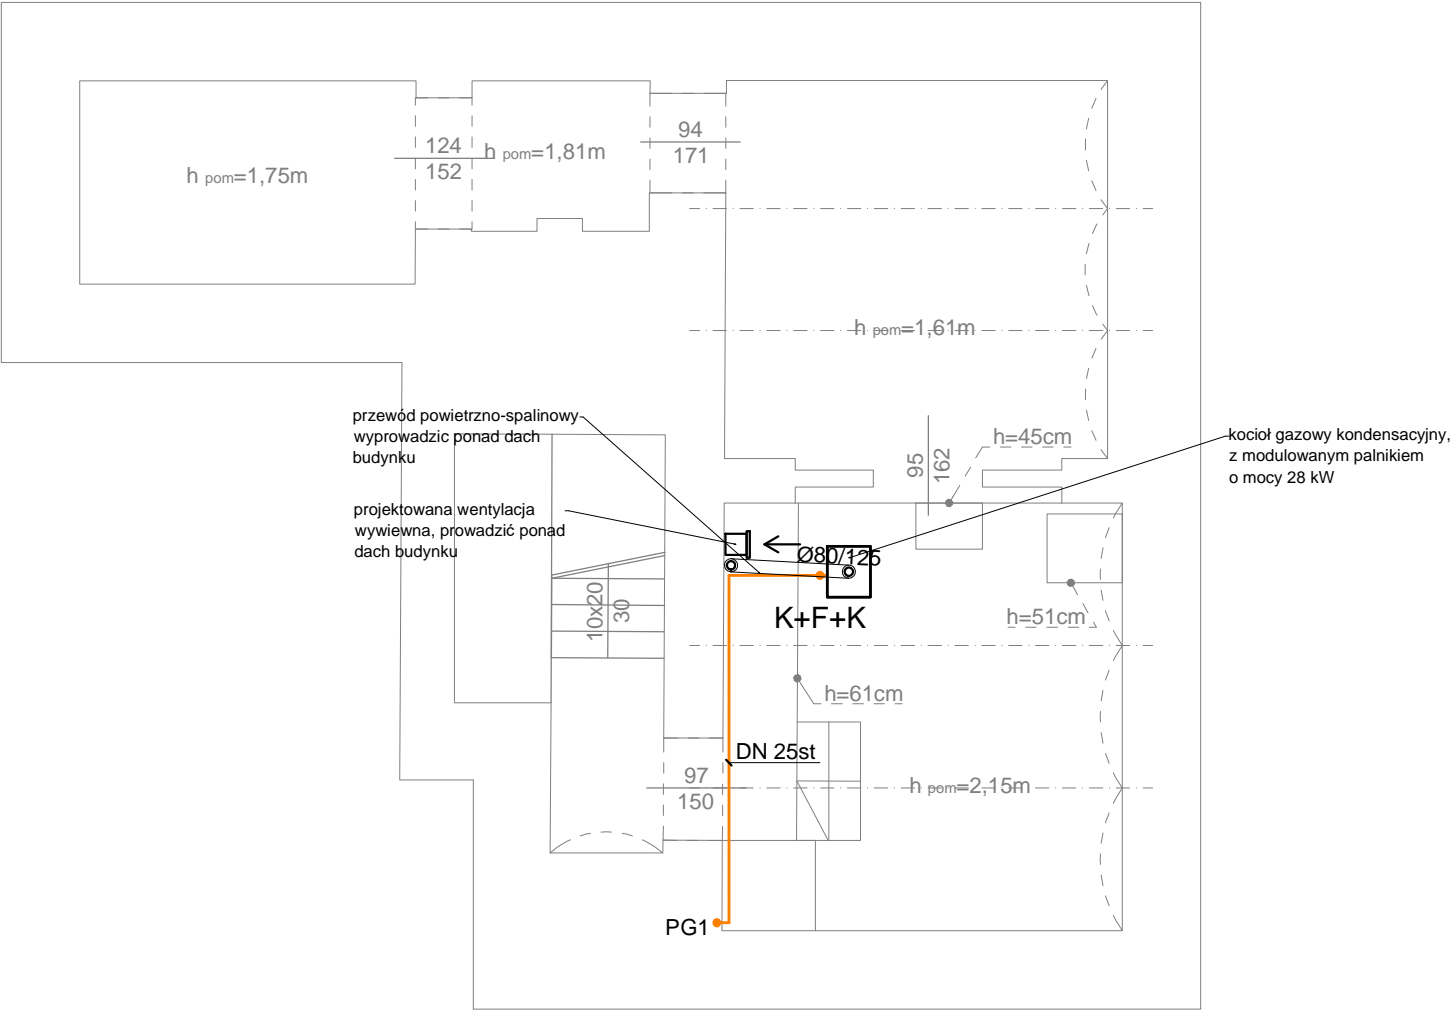 124
152
h pom=1,75m
h pom=1,81m
94
171
h pom=1,61m
przewód powietrzno-spalinowy
wyprowadzic ponad dach
budynku
95
162
h=45cm
kocioł gazowy kondensacyjny,
z modulowanym palnikiem
o mocy 28 kW
projektowana wentylacja
wywiewna, prowadzić ponad
dach budynku
Ø80/125
K+F+K
10x20
30
h=51cm
h=61cm
DN 25st
97
150
h pom=2,15m
PG1